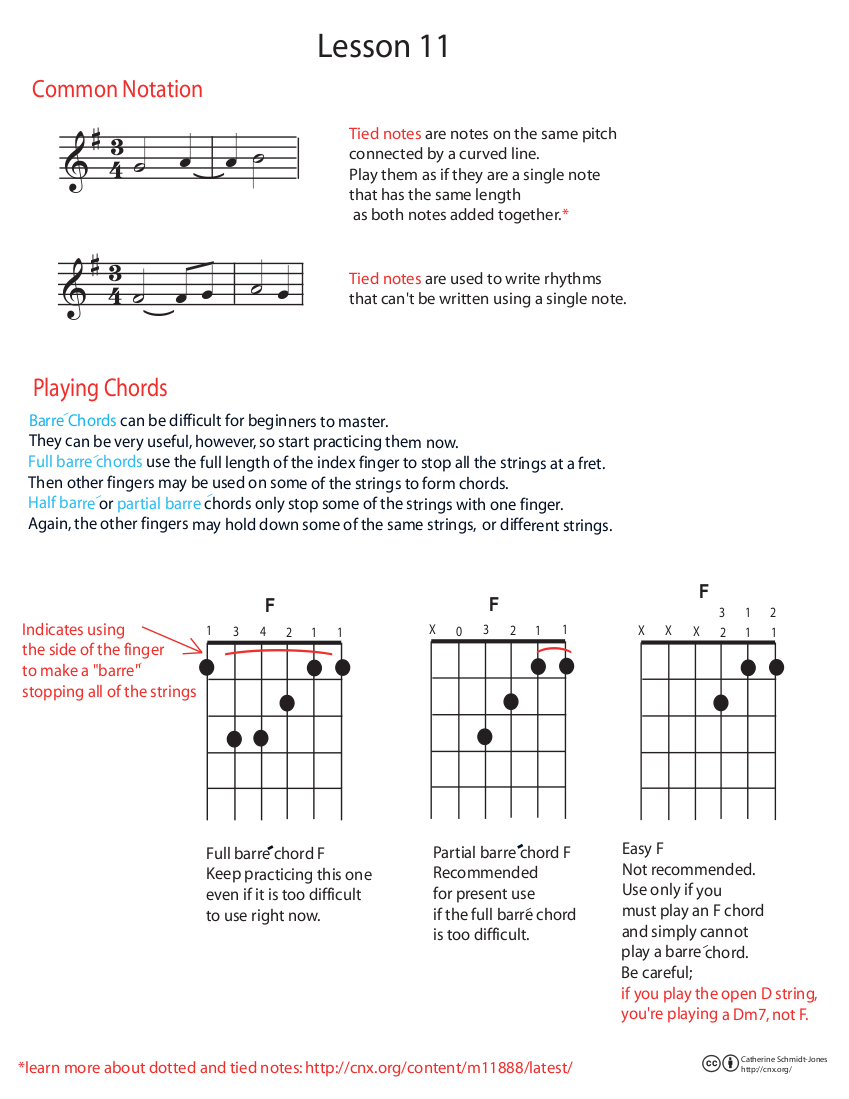 Lesson 11
Common Notation
3
4
Tied notes are notes on the same pitch
connected by a curved line.
Play them as if they are a single note
that has the same length
as both notes added together.*
3
4
Tied notes are used to write rhythms
that can't be written using a single note.
Playing Chords
Barre´Chords can be difficult for beginners to master.
They can be very useful, however, so start practicing them now.
Full barre´chords use the full length of the index finger to stop all the strings at a fret.
Then other fingers may be used on some of the strings to form chords.
Half barre´or partial barre´chords only stop some of the strings with one finger.
Again, the other fingers may hold down some of the same strings, or different strings.
Indicates using
the side of the finger
to make a "barre"
stopping all of the strings
F
1 3 4 2 1 1
Full barre´chord F
Keep practicing this one
even if it is too difficult
to use right now.
F
X 0 3 2 1 1
Partial barre´chord F
Recommended
for present use
if the full barré chord
is too difficult.
F
3 1 2
X X X 2 1 1
Easy F
Not recommended.
Use only if you
must play an F chord
and simply cannot
play a barre´chord.
Be careful;
if you play the open D string,
you're playing a Dm7, not F.
*learn more about dotted and tied notes: http://cnx.org/content/m11888/latest/
cc
Catherine Schmidt-Jones
http://cnx.org/